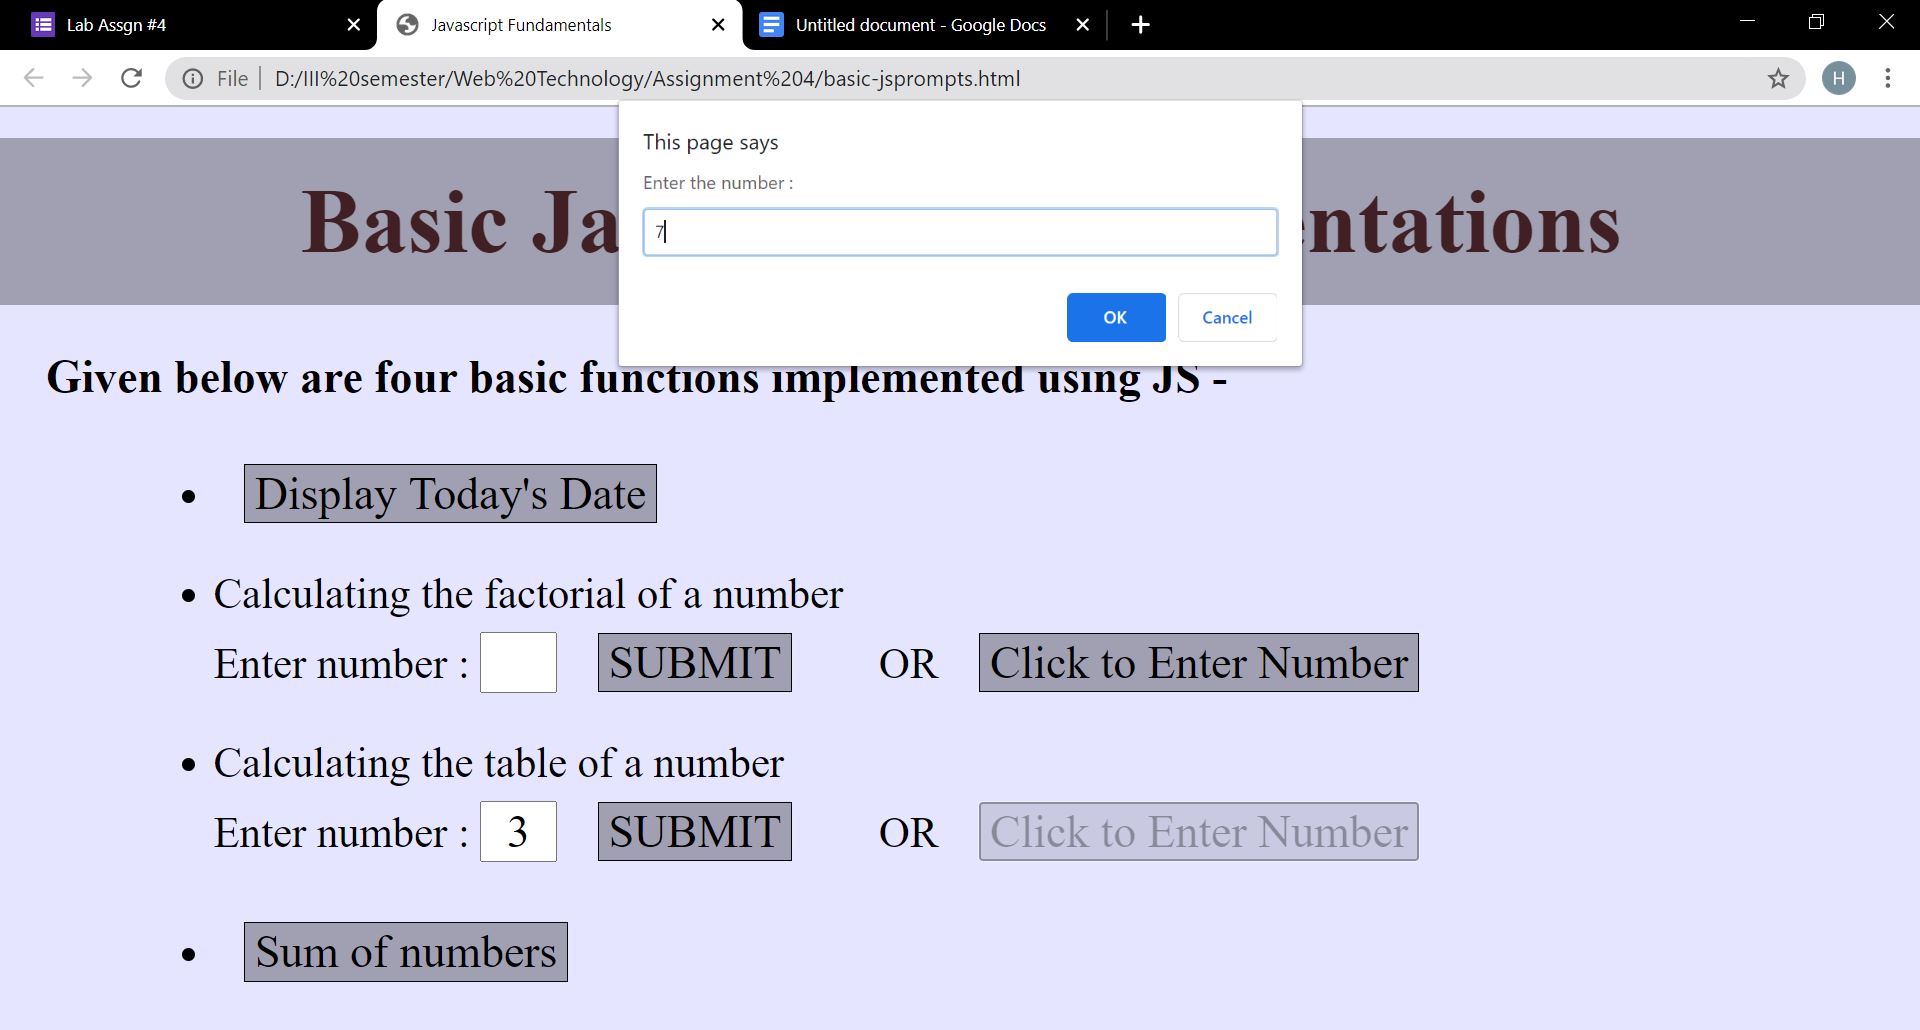 Lab Assgn #4
Javascript Fundamentals
Untitled document - Google Docs
File
D:/III%20semester/Web%20Technology/Assignment%204/basic-jsprompts.html
H
This page says
Enter the number :
7
OK
Cancel
Basic Ja ntations
Given below are four basic functions implemented using JS -
Display Today's Date
Calculating the factorial of a number
Enter number : SUBMIT OR Click to Enter Number
Calculating the table of a number
Enter number : 3 SUBMIT OR Click to Enter Number
Sum of numbers